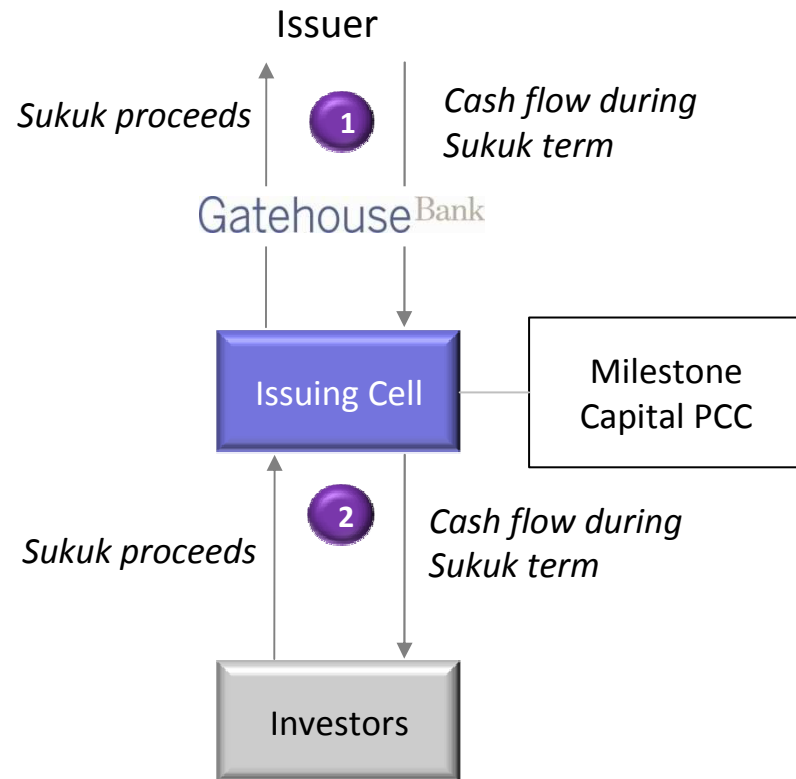 Issuer
Sukuk proceeds
1
Cash flow during
Sukuk term
Gatehouse Bank
Issuing Cell
Milestone
Capital PCC
2
Sukuk proceeds
Cash flow during
Sukuk term
Investors